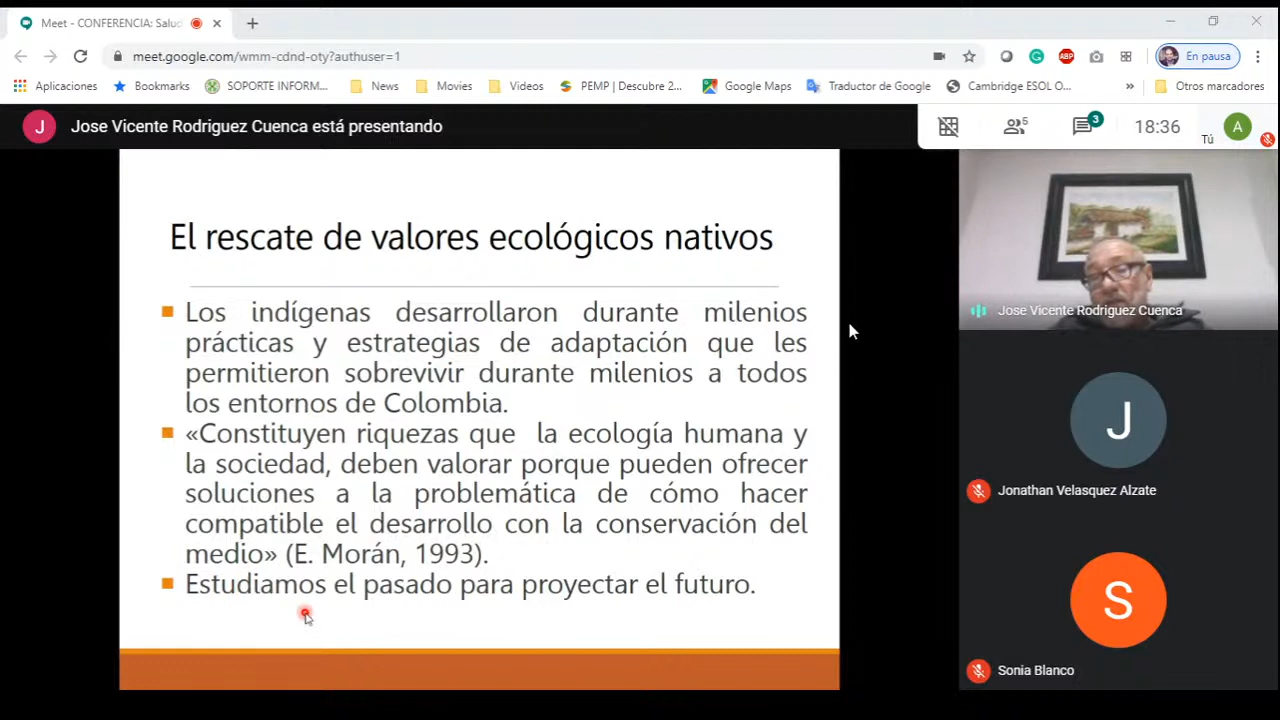 Meet - CONFERENCIA: Salud
meet.google.com/wmm-cdnd-oty?authuser=1
ABP
En pausa
Aplicaciones
Bookmarks
SOPORTE INFORM...
News
Movies
Videos
PEMP | Descubre 2...
Google Maps
Traductor de Google
Cambridge ESOL O...
»
Otros marcadores
J
Jose Vicente Rodriguez Cuenca está presentando
5
3
18:36
Tú
A
El rescate de valores ecológicos nativos
Los indígenas desarrollaron durante milenios
prácticas y estrategias de adaptación que les
permitieron sobrevivir durante milenios a todos
los entornos de Colombia.
«Constituyen riquezas que la ecología humana y
la sociedad, deben valorar porque pueden ofrecer
soluciones a la problemática de cómo hacer
compatible el desarrollo con la conservación del
medio» (E. Morán, 1993).
Estudiamos el pasado para proyectar el futuro.
Jose Vicente Rodriguez Cuenca
J
Jonathan Velasquez Alzate
S
Sonia Blanco